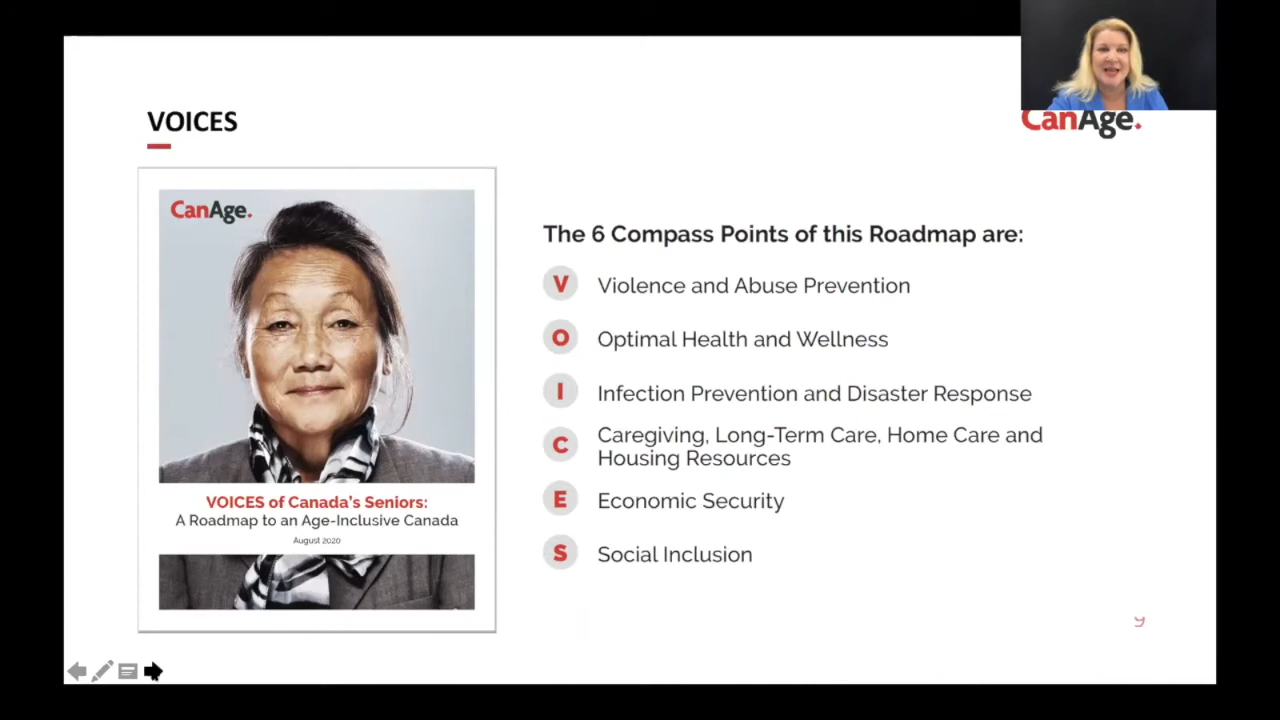 VOICES
CanAge.
CanAge.
VOICES of Canada's Seniors:
A Roadmap to an Age-Inclusive Canada
August 2020
The 6 Compass Points of this Roadmap are:
V Violence and Abuse Prevention
O Optimal Health and Wellness
I Infection Prevention and Disaster Response
C Caregiving, Long-Term Care, Home Care and
Housing Resources
E Economic Security
S Social Inclusion
9